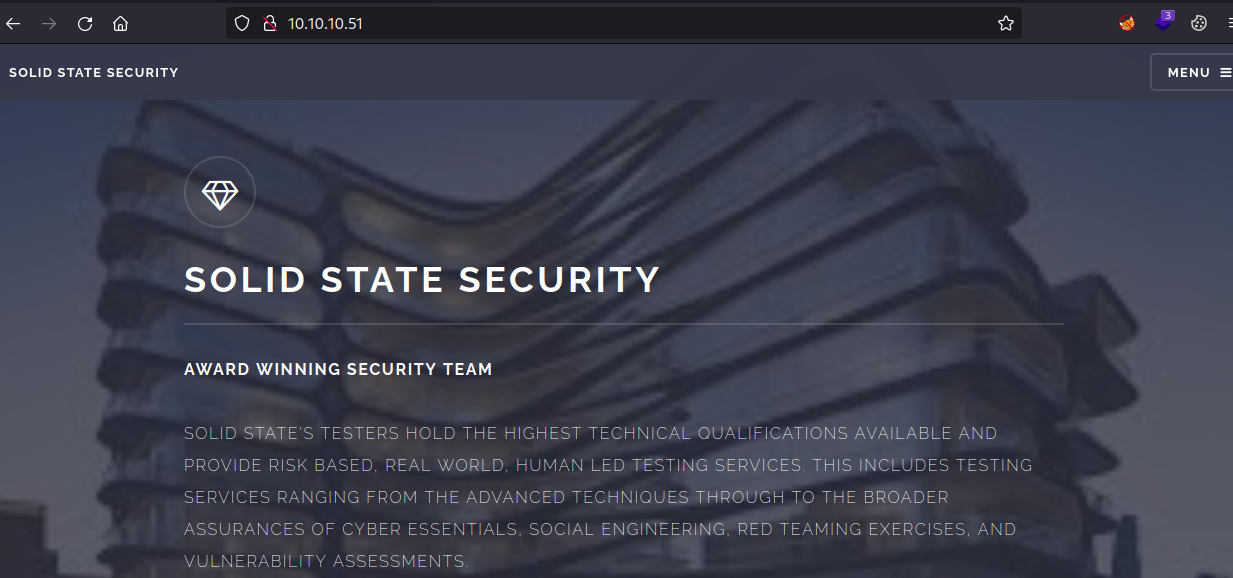 10.10.10.51
3
SOLID STATE SECURITY
MENU
SOLID STATE SECURITY
AWARD WINNING SECURITY TEAM
SOLID STATE'S TESTERS HOLD THE HIGHEST TECHNICAL QUALIFICATIONS AVAILABLE AND
PROVIDE RISK BASED, REAL WORLD, HUMAN LED TESTING SERVICES. THIS INCLUDES TESTING
SERVICES RANGING FROM THE ADVANCED TECHNIQUES THROUGH TO THE BROADER
ASSURANCES OF CYBER ESSENTIALS, SOCIAL ENGINEERING, RED TEAMING EXERCISES, AND
VULNERABILITY ASSESSMENTS.